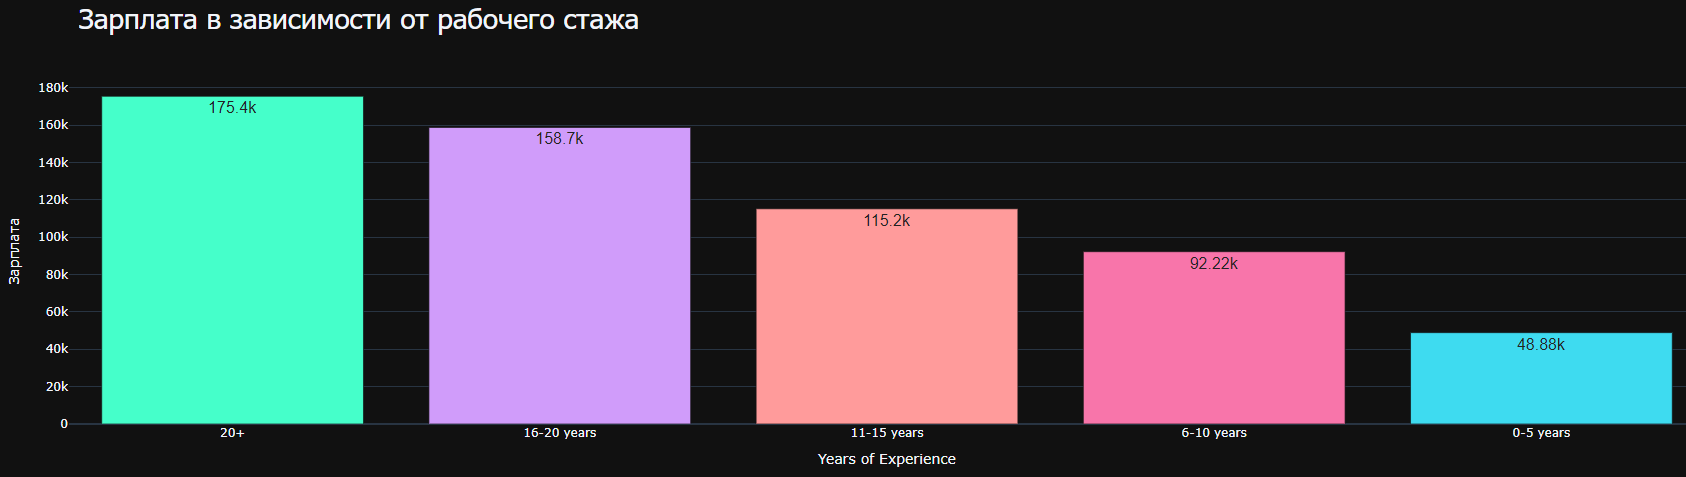 Зарплата в зависимости от рабочего стажа
180k
160k
140k
120k
100k
80k
60k
40k
20k
0
Зарплата
175.4k
158.7k
115.2k
92.22k
48.88k
20+
16-20 years
11-15 years
6-10 years
0-5 years
Years of Experience